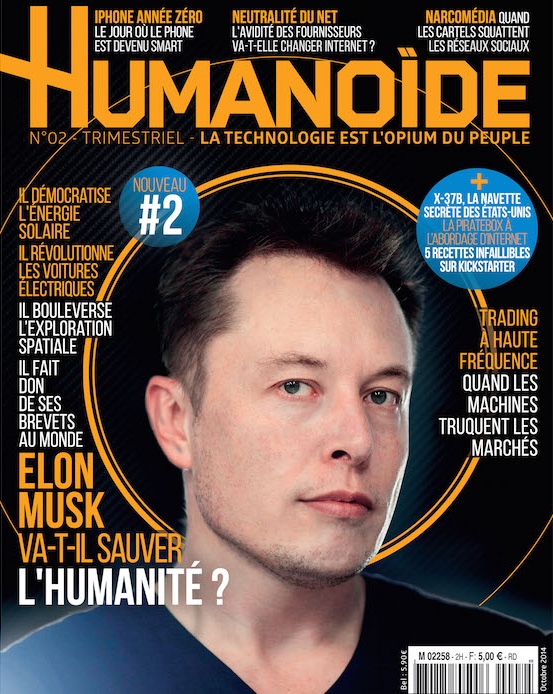 IPHONE ANNÉE ZÉRO
LE JOUR OÙ LE PHONE
EST DEVENU SMART
NEUTRALITÉ DU NET
L'AVIDITÉ DES FOURNISSEURS
VA-T-ELLE CHANGER INTERNET ?
NARCOMÉDIA QUAND
LES CARTELS SQUATTENT
LES RÉSEAUX SOCIAUX
HUMANOÏDE
N°02 - TRIMESTRIEL - LA TECHNOLOGIE EST L'OPIUM DU PEUPLE
NOUVEAU
#2
+
X-37B, LA NAVETTE
SECRÈTE DES ÉTATS-UNIS
LA PIRATEBOX À
L'ABORDAGE D'INTERNET
5 RECETTES INFAILLIBLES
SUR KICKSTARTER
IL DÉMOCRATISE
L'ÉNERGIE
SOLAIRE
IL RÉVOLUTIONNE
LES VOITURES
ÉLECTRIQUES
IL BOULEVERSE
L'EXPLORATION
SPATIALE
IL FAIT
DON
DE SES
BREVETS
AU MONDE
TRADING
À HAUTE
FRÉQUENCE
QUAND LES
MACHINES
TRUQUENT LES
MARCHÉS
ELON
MUSK
VA-T-IL SAUVER
L'HUMANITÉ ?
Bel : 5,90€
M 02258 - 2H - F: 5,00 € - RD
Octobre 2014